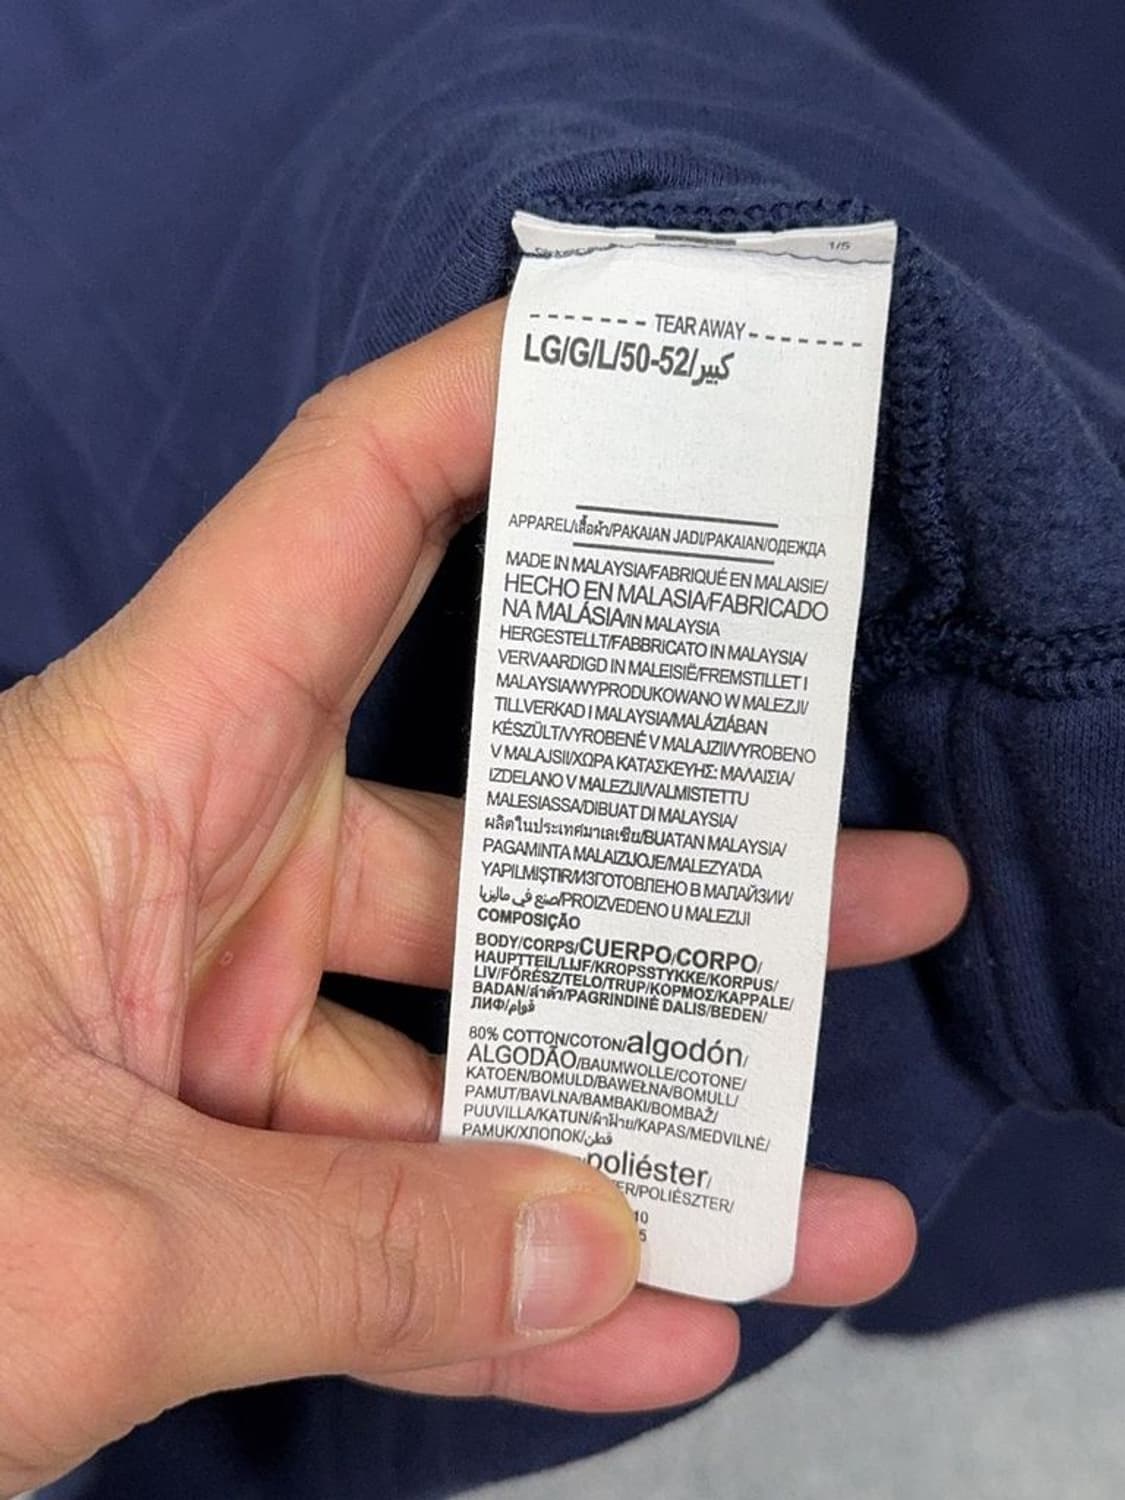 1/5
TEAR AWAY
LG/G/L/50-52/كبير
APPAREL/เสื้อผ้า/PAKAIAN JADI/PAKAIAN/ОДЕЖДА
MADE IN MALAYSIA/FABRIQUÉ EN MALAISIE/
HECHO EN MALASIA/FABRICADO
NA MALÁSIA/IN MALAYSIA
HERGESTELLT/FABBRICATO IN MALAYSIA/
VERVAARDIGD IN MALEISIË/FREMSTILLET I
MALAYSIA/WYPRODUKOWANO W MALEZJI/
TILLVERKAD I MALAYSIA/MALÁZIÁBAN
KÉSZÜLT/VYROBENÉ V MALAJZII/VYROBENO
V MALAJSII/ΧΩΡΑ ΚΑΤΑΣΚΕΥΗΣ: ΜΑΛΑΙΣΙΑ/
IZDELANO V MALEZIJI/VALMISTETTU
MALESIASSA/DIBUAT DI MALAYSIA/
ผลิตในประเทศมาเลเซีย/BUATAN MALAYSIA/
PAGAMINTA MALAIZIJOJE/MALEZYA'DA
YAPILMIŞTIR/ИЗГОТОВЛЕНО В МАЛАЙЗИИ/
صنع في ماليزيا/PROIZVEDENO U MALEZIJI
COMPOSIÇÃO
BODY/CORPS/CUERPO/CORPO/
HAUPTTEIL/LIJF/KROPSSTYKKE/KORPUS/
LIV/FŐRÉSZ/TELO/TRUP/ΚΟΡΜΟΣ/KAPPALE/
BADAN/ลำตัว/PAGRINDINĖ DALIS/BEDEN/
ЛИФ/قوام
80% COTTON/COTON/algodón/
ALGODÃO/BAUMWOLLE/COTONE/
KATOEN/BOMULD/BAWEŁNA/BOMULL/
PAMUT/BAVLNA/BAMBAKI/BOMBAŽ/
PUUVILLA/KATUN/ผ้าฝ้าย/KAPAS/MEDVILNĖ/
PAMUK/ХЛОПОК/قطن
poliéster/
ER/POLIÉSZTER/
10
5